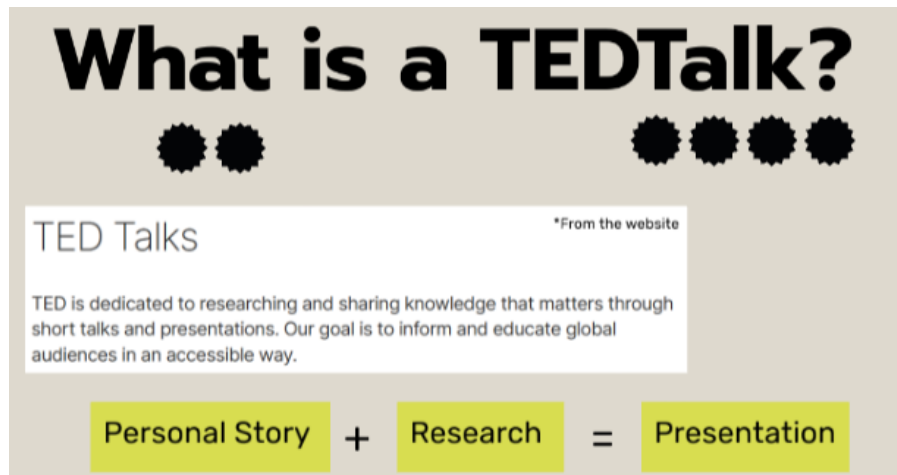 What is a TEDTalk?
TED Talks
*From the website
TED is dedicated to researching and sharing knowledge that matters through
short talks and presentations. Our goal is to inform and educate global
audiences in an accessible way.
Personal Story + Research = Presentation